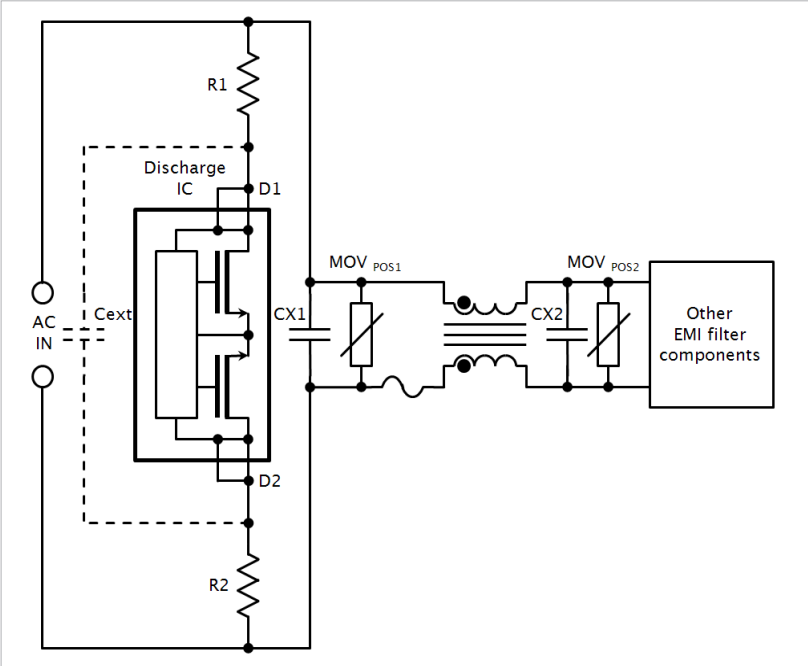 R1
Discharge
IC
D1
MOV POS1
MOV POS2
AC
IN
Cext
CX1
CX2
Other
EMI filter
components
D2
R2